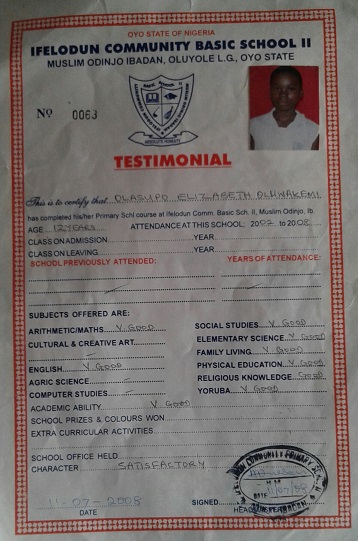 OYO STATE OF NIGERIA
IFELODUN COMMUNITY BASIC SCHOOL II
MUSLIM ODINJO IBADAN, OLUYOLE L.G., OYO STATE
No 0063
TESTIMONIAL
This is to certify that OLASUPO ELIZABETH OLUWAKEMI
has completed his/her Primary Schl course at Ifelodun Comm. Basic Sch. II, Muslim Odinjo, Ib
AGE 12 YEARS ATTENDANCE AT THIS SCHOOL: 2002 to 2008
CLASS ON ADMISSION YEAR
CLASS ON LEAVING YEAR
SCHOOL PREVIOUSLY ATTENDED: YEARS OF ATTENDANCE:
SUBJECTS OFFERED ARE:
ARITHMETIC/MATHS V. GOOD SOCIAL STUDIES V. GOOD
CULTURAL & CREATIVE ART ELEMENTARY SCIENCE V GOOD
FAMILY LIVING V. GOOD
ENGLISH V GOOD PHYSICAL EDUCATION V GOOD
AGRIC SCIENCE RELIGIOUS KNOWLEDGE GOOD
COMPUTER STUDIES YORUBA V GOOD
ACADEMIC ABILITY V GOOD
SCHOOL PRIZES & COLOURS WON
EXTRA CURRICULAR ACTIVITIES
SCHOOL OFFICE HELD
CHARACTER SATISFACTORY
11-07-2008 SIGNED
DATE